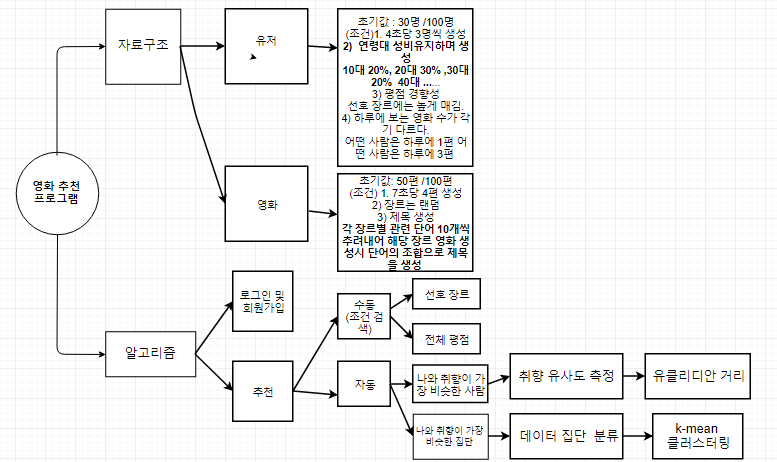 영화 추천
프로그램
자료구조
유저
초기값 : 30명 /100명
(조건)1. 4초당 3명씩 생성
2) 연령대 성비유지하며 생
성
10대 20%, 20대 30% ,30대
20% 40대 .....
3) 평점 경향성
선호 장르에는 높게 매김.
4) 하루에 보는 영화 수가 각
기 다르다.
어떤 사람은 하루에 1편 어
떤 사람은 하루에 3편
영화
초기값: 50편 /100편
(조건) 1. 7초당 4편 생성
2) 장르는 랜덤
3) 제목 생성
각 장르별 관련 단어 10개씩
추려내어 해당 장르 영화 생
성시 단어의 조합으로 제목
을 생성
알고리즘
로그인 및
회원가입
추천
수동
(조건 검
색)
선호 장르
전체 평점
자동
나와 취향이 가
장 비슷한 사람
취향 유사도 측정
유클리디안 거리
나와 취향이 가장
비슷한 집단
데이터 집단 분류
k-mean
클러스터링